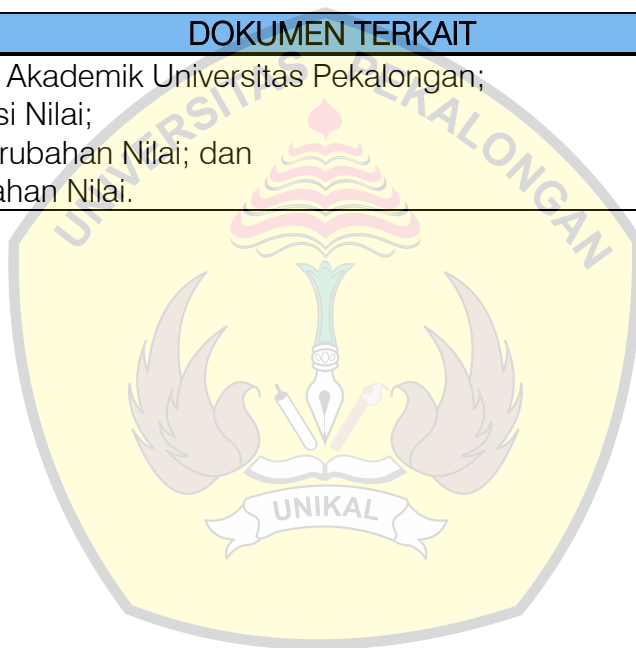 DOKUMEN TERKAIT
Akademik Universitas Pekalongan;
si Nilai;
rubahan Nilai; dan
ahan Nilai.
UNIVERSITAS PEKALONGAN
UNIKAL